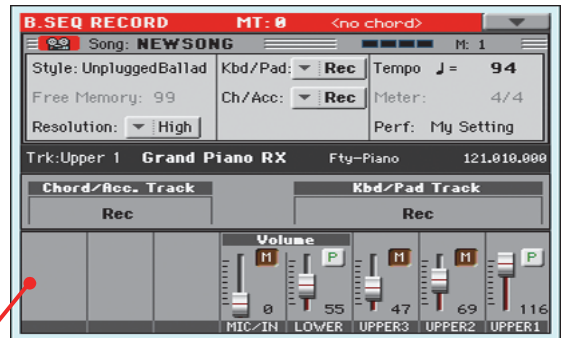 B.SEQ RECORD MT: 0 <no chord>
Song: NEWSONG M: 1
Style: UnpluggedBallad Kbd/Pad: Rec Tempo ♩ = 94
Free Memory: 99 Ch/Acc: Rec Meter: 4/4
Resolution: High Perf: My Setting
Trk:Upper 1 Grand Piano RX Fty-Piano 121.010.000
Chord/Acc. Track Kbd/Pad Track
Rec Rec
Volume
M P M M P
0 55 47 69 116
MIC/IN LOWER UPPER3 UPPER2 UPPER1